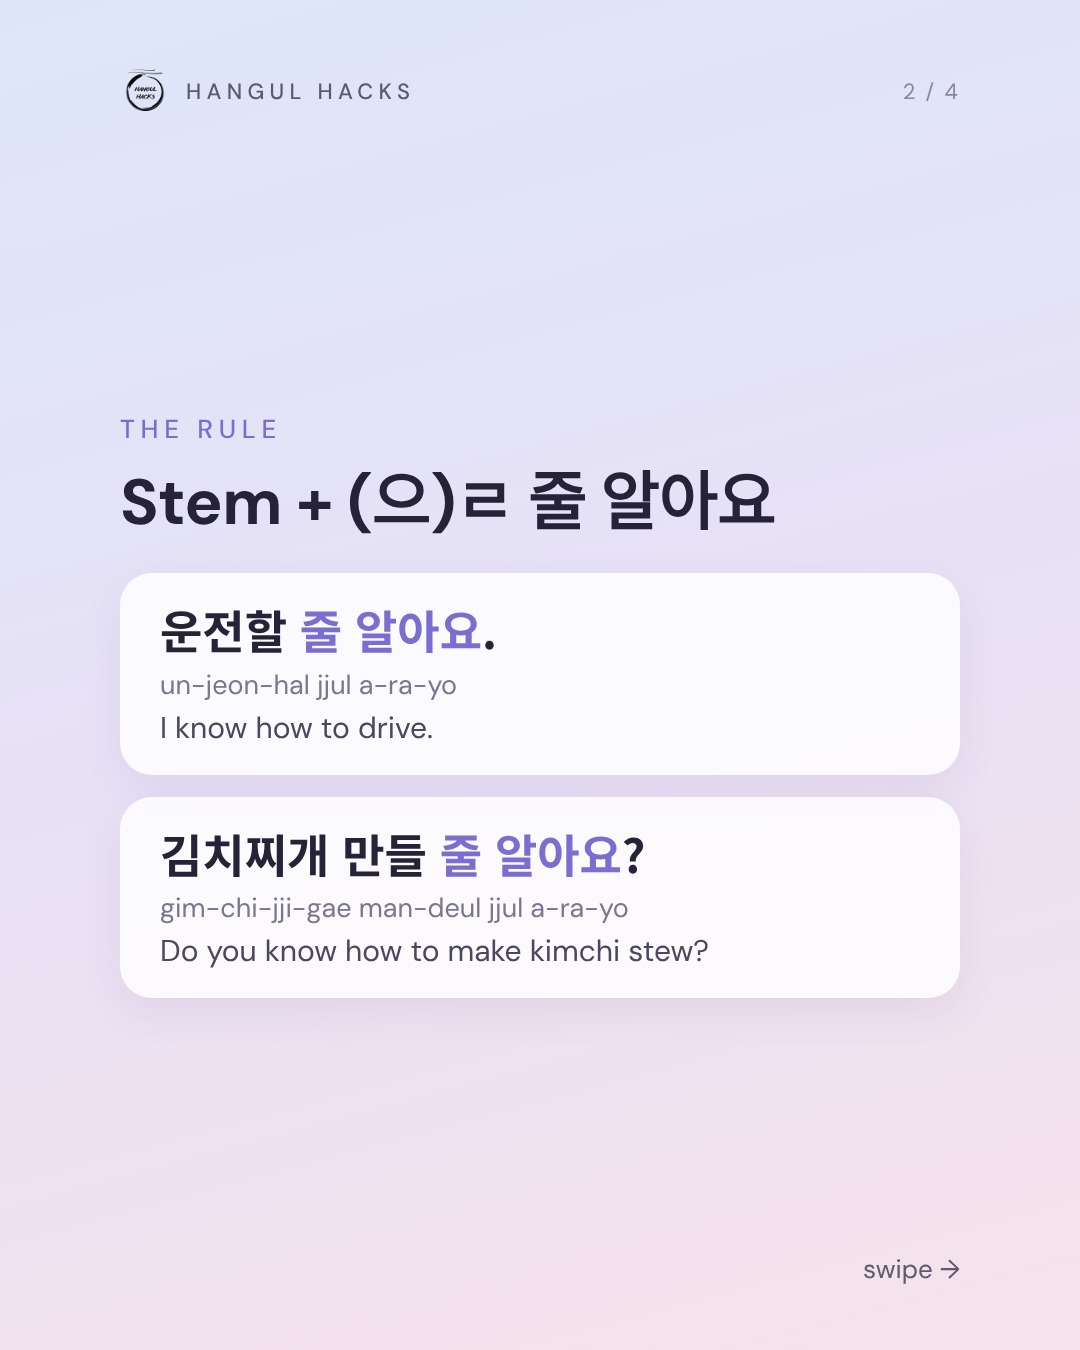 HANGUL HACKS
HANGUL HACKS
2 / 4
THE RULE
Stem + (으)ㄹ 줄 알아요
운전할 줄 알아요.
un-jeon-hal jjul a-ra-yo
I know how to drive.
김치찌개 만들 줄 알아요?
gim-chi-jji-gae man-deul jjul a-ra-yo
Do you know how to make kimchi stew?
swipe →